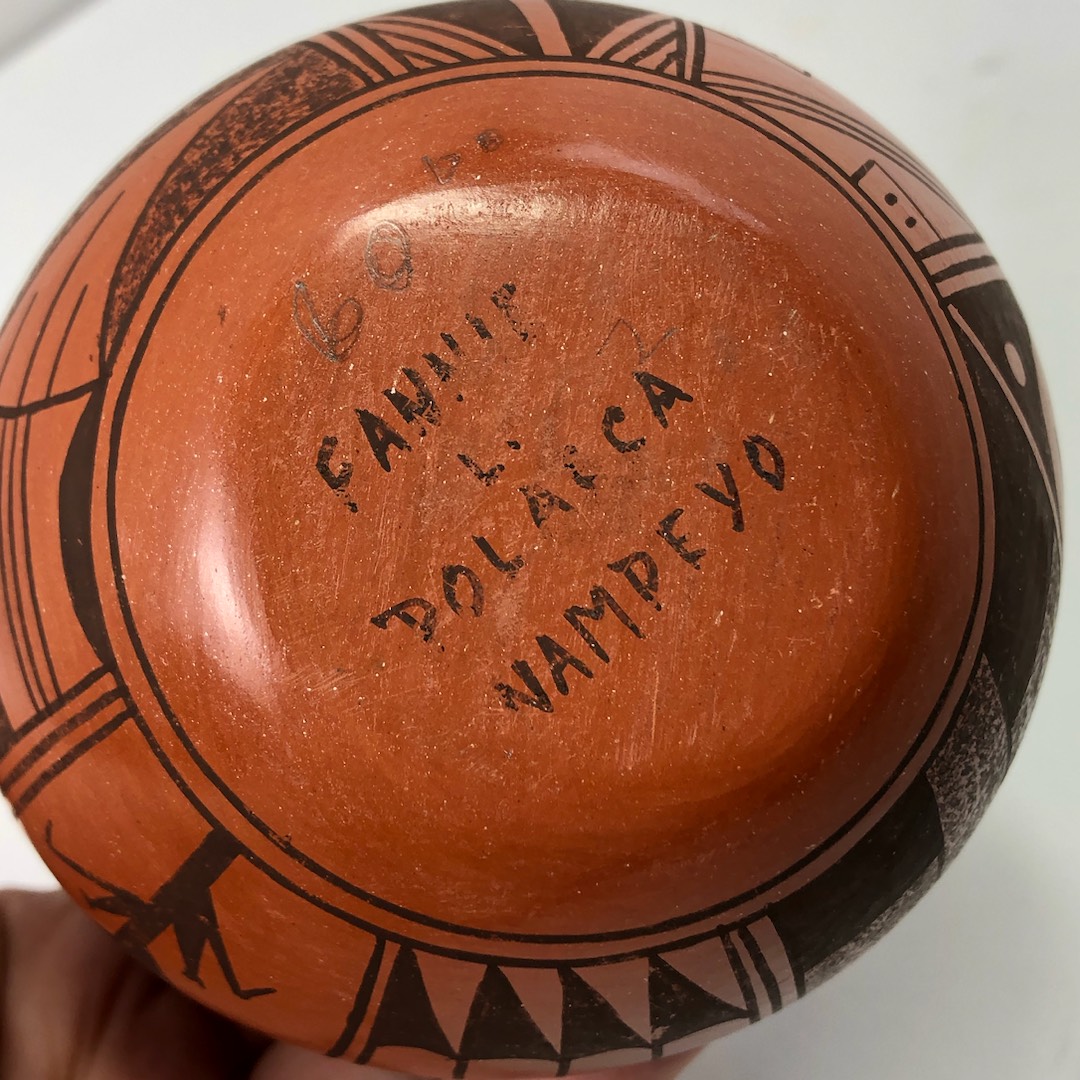 60
FANNIE
L.
POLACCA
NAMPEYO